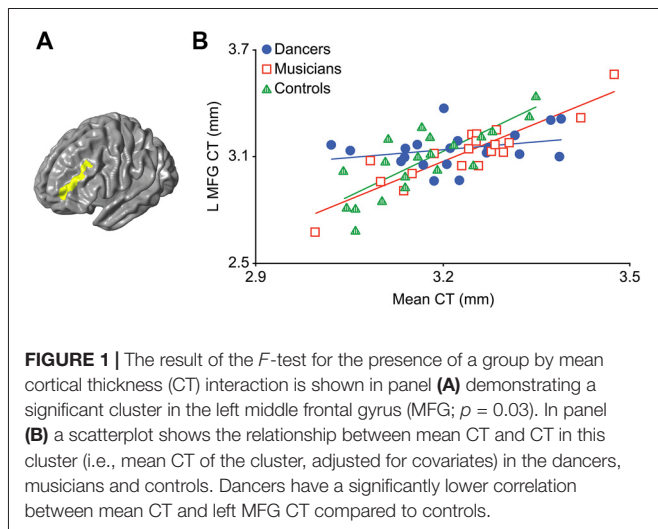 A
B
Dancers
Musicians
Controls
3.7
3.1
2.5
L MFG CT (mm)
2.9
3.2
3.5
Mean CT (mm)
FIGURE 1 | The result of the F-test for the presence of a group by mean
cortical thickness (CT) interaction is shown in panel (A) demonstrating a
significant cluster in the left middle frontal gyrus (MFG; p = 0.03). In panel
(B) a scatterplot shows the relationship between mean CT and CT in this
cluster (i.e., mean CT of the cluster, adjusted for covariates) in the dancers,
musicians and controls. Dancers have a significantly lower correlation
between mean CT and left MFG CT compared to controls.